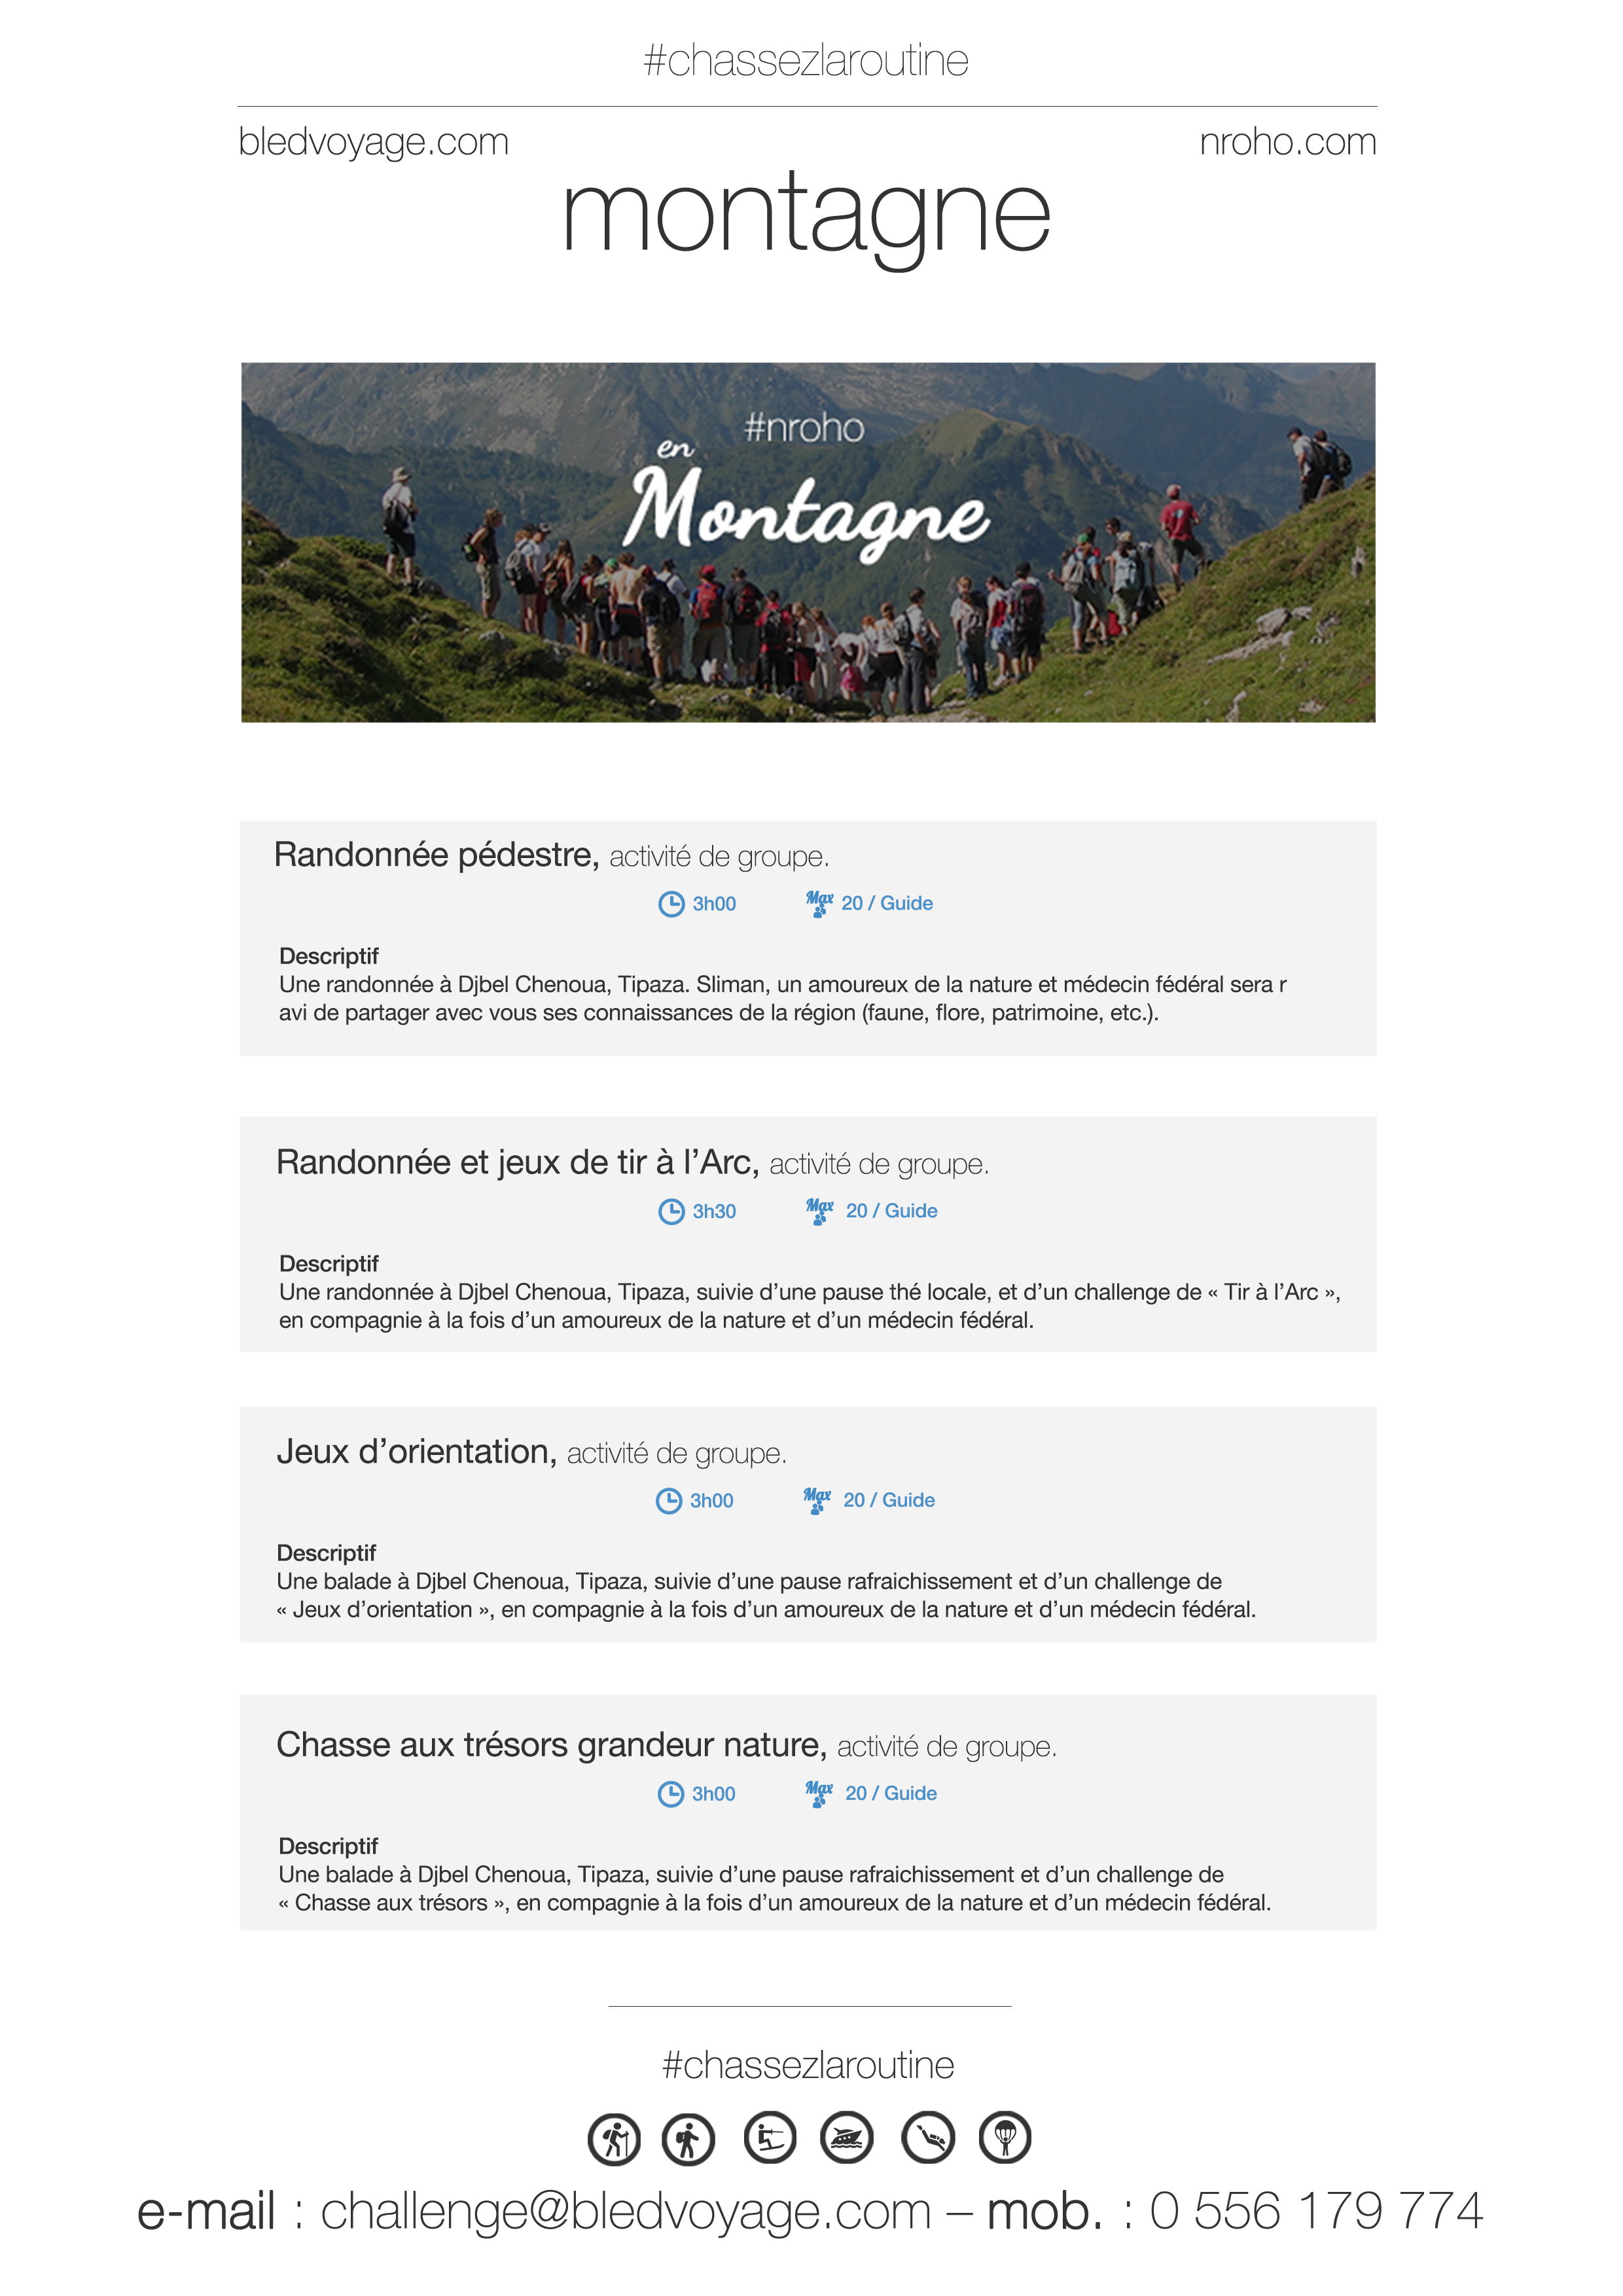 #chassezlaroutine
bledvoyage.com
nroho.com
montagne
#nroho
en
Montagne
Randonnée pédestre, activité de groupe.
3h00
Max 20 / Guide
Descriptif
Une randonnée à Djbel Chenoua, Tipaza. Sliman, un amoureux de la nature et médecin fédéral sera r
avi de partager avec vous ses connaissances de la région (faune, flore, patrimoine, etc.).
Randonnée et jeux de tir à l’Arc, activité de groupe.
3h30
Max 20 / Guide
Descriptif
Une randonnée à Djbel Chenoua, Tipaza, suivie d’une pause thé locale, et d’un challenge de « Tir à l’Arc »,
en compagnie à la fois d’un amoureux de la nature et d’un médecin fédéral.
Jeux d’orientation, activité de groupe.
3h00
Max 20 / Guide
Descriptif
Une balade à Djbel Chenoua, Tipaza, suivie d’une pause rafraichissement et d’un challenge de
« Jeux d’orientation », en compagnie à la fois d’un amoureux de la nature et d’un médecin fédéral.
Chasse aux trésors grandeur nature, activité de groupe.
3h00
Max 20 / Guide
Descriptif
Une balade à Djbel Chenoua, Tipaza, suivie d’une pause rafraichissement et d’un challenge de
« Chasse aux trésors », en compagnie à la fois d’un amoureux de la nature et d’un médecin fédéral.
#chassezlaroutine
e-mail : challenge@bledvoyage.com – mob. : 0 556 179 774